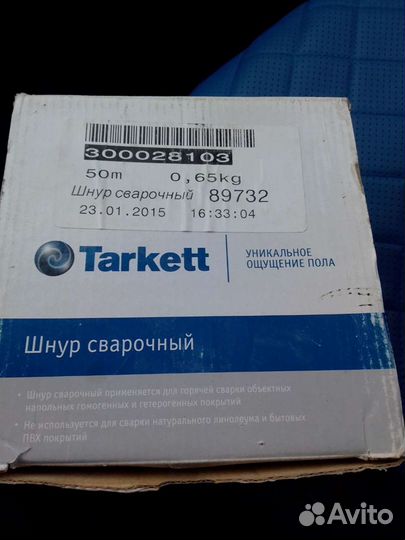 300028103
50m 0,65kg
Шнур сварочный 89732
23.01.2015 16:33:04
Tarkett
УНИКАЛЬНОЕ
ОЩУЩЕНИЕ ПОЛА
Шнур сварочный
• Шнур сварочный применяется для горячей сварки объектных
напольных гомогенных и гетерогенных покрытий
• Не используется для сварки натурального линолеума и бытовых
ПВХ покрытий
Avito